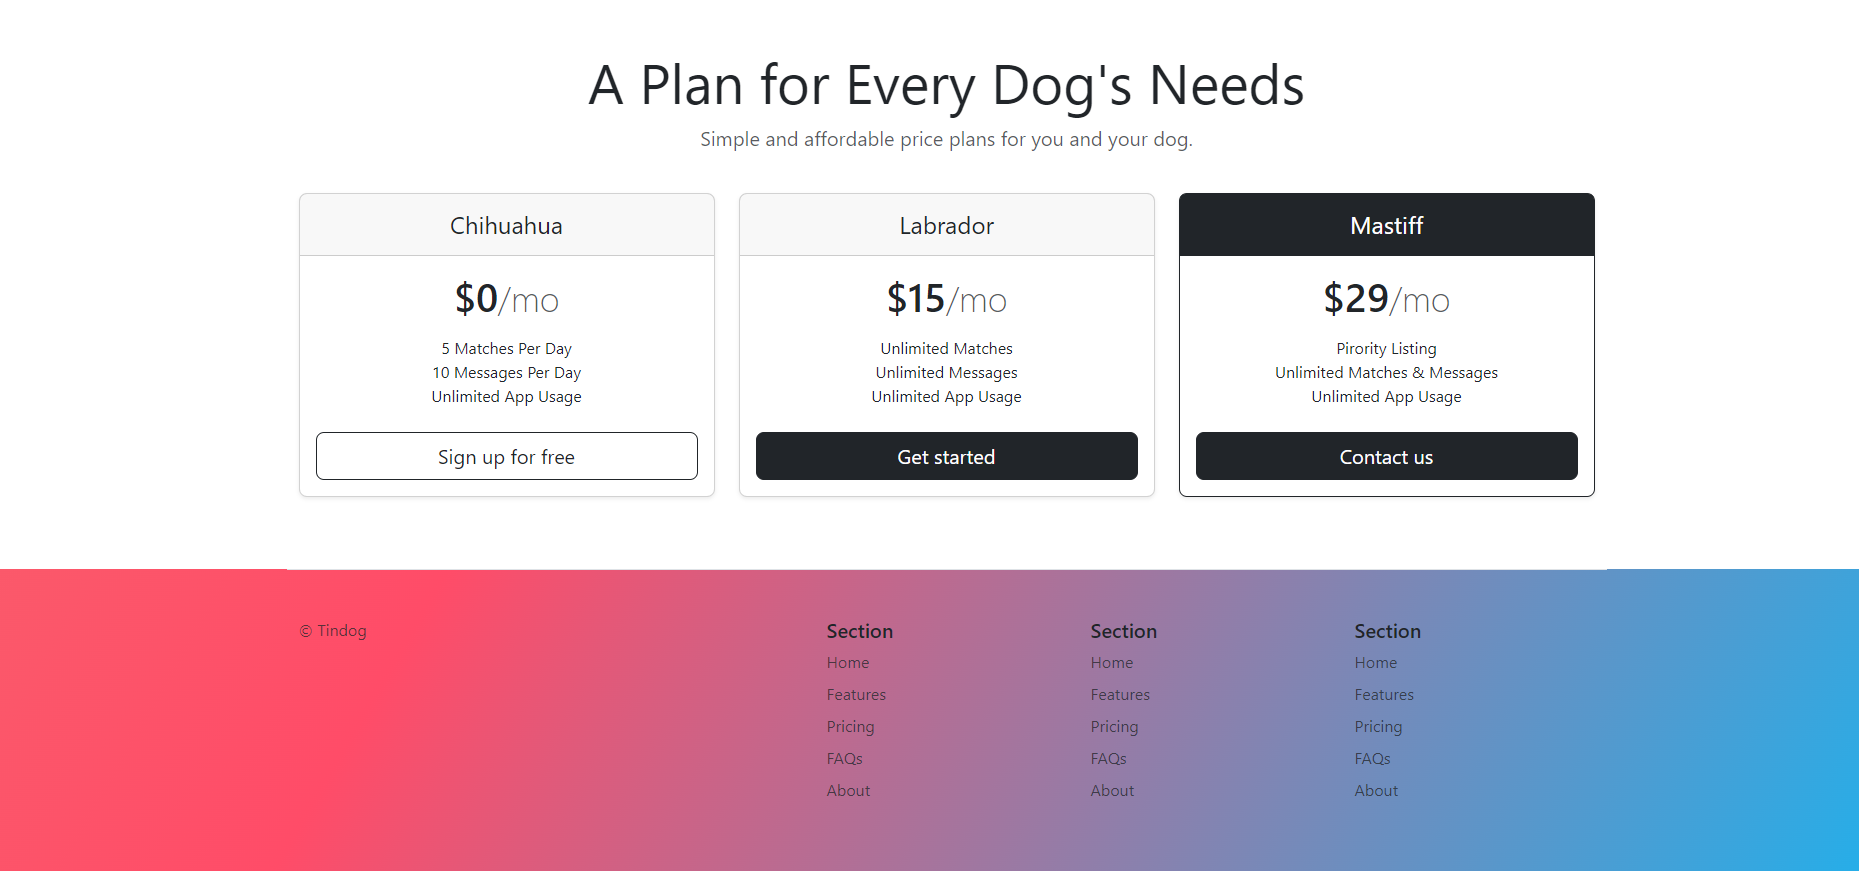 A Plan for Every Dog's Needs
Simple and affordable price plans for you and your dog.
Chihuahua
$0/mo
5 Matches Per Day
10 Messages Per Day
Unlimited App Usage
Sign up for free
Labrador
$15/mo
Unlimited Matches
Unlimited Messages
Unlimited App Usage
Get started
Mastiff
$29/mo
Pirority Listing
Unlimited Matches & Messages
Unlimited App Usage
Contact us
© Tindog
Section
Home
Features
Pricing
FAQs
About
Section
Home
Features
Pricing
FAQs
About
Section
Home
Features
Pricing
FAQs
About